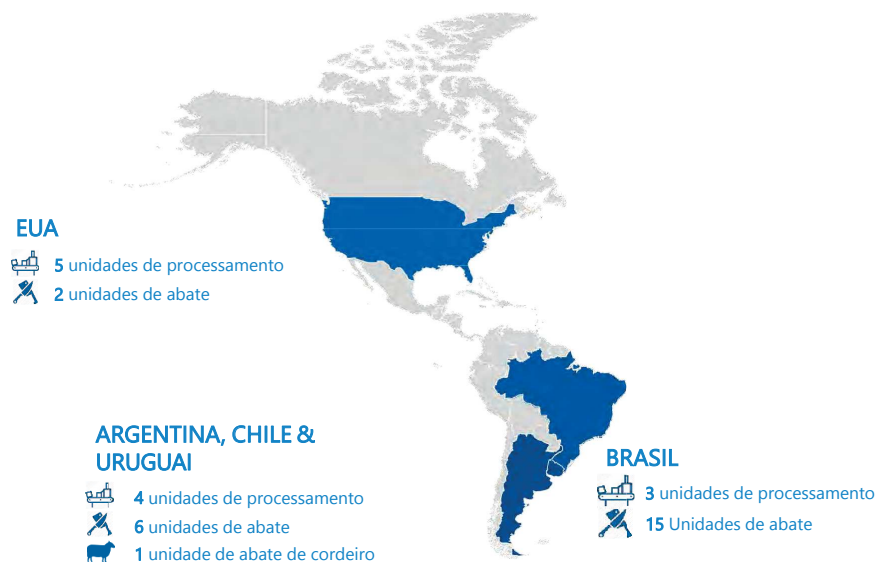 EUA
5 unidades de processamento
2 unidades de abate
ARGENTINA, CHILE &
URUGUAI
4 unidades de processamento
6 unidades de abate
1 unidade de abate de cordeiro
BRASIL
3 unidades de processamento
15 Unidades de abate